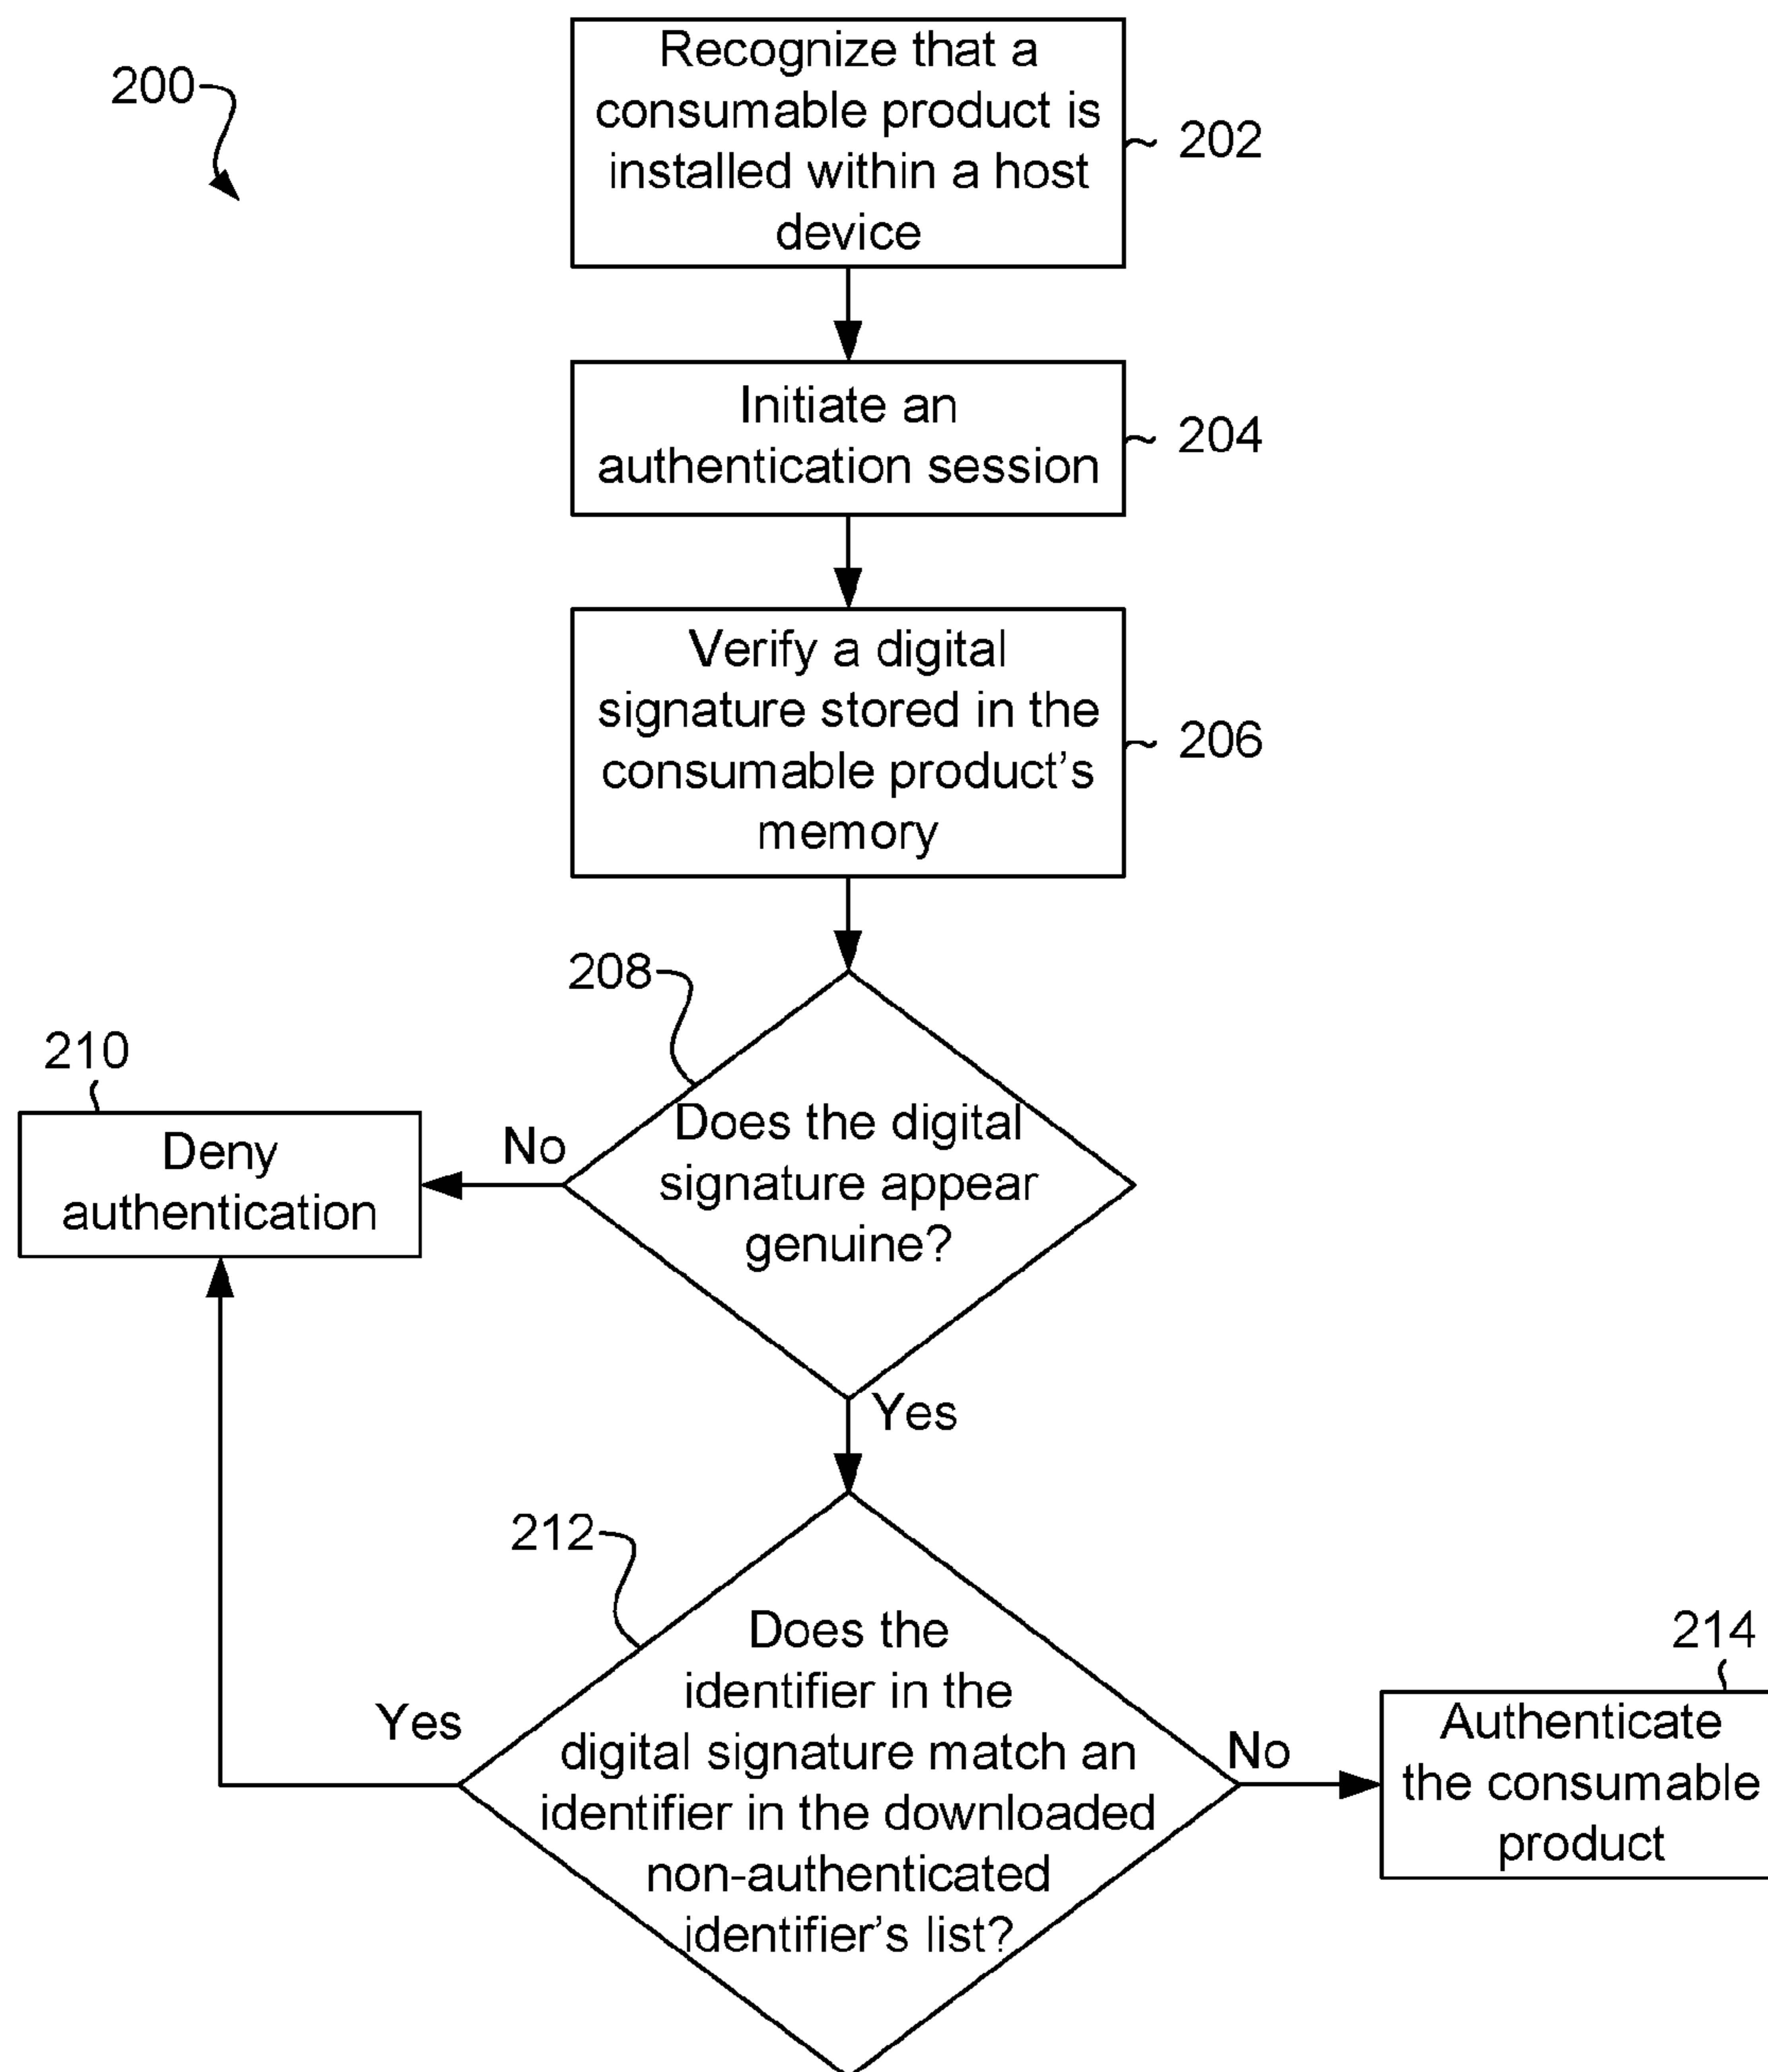 200
Recognize that a
consumable product is
installed within a host
device
202
Initiate an
authentication session
204
Verify a digital
signature stored in the
consumable product's
memory
206
208
Does the digital
signature appear
genuine?
No
210
Deny
authentication
Yes
212
Does the
identifier in the
digital signature match an
identifier in the downloaded
non-authenticated
identifier's list?
Yes
No
214
Authenticate
the consumable
product